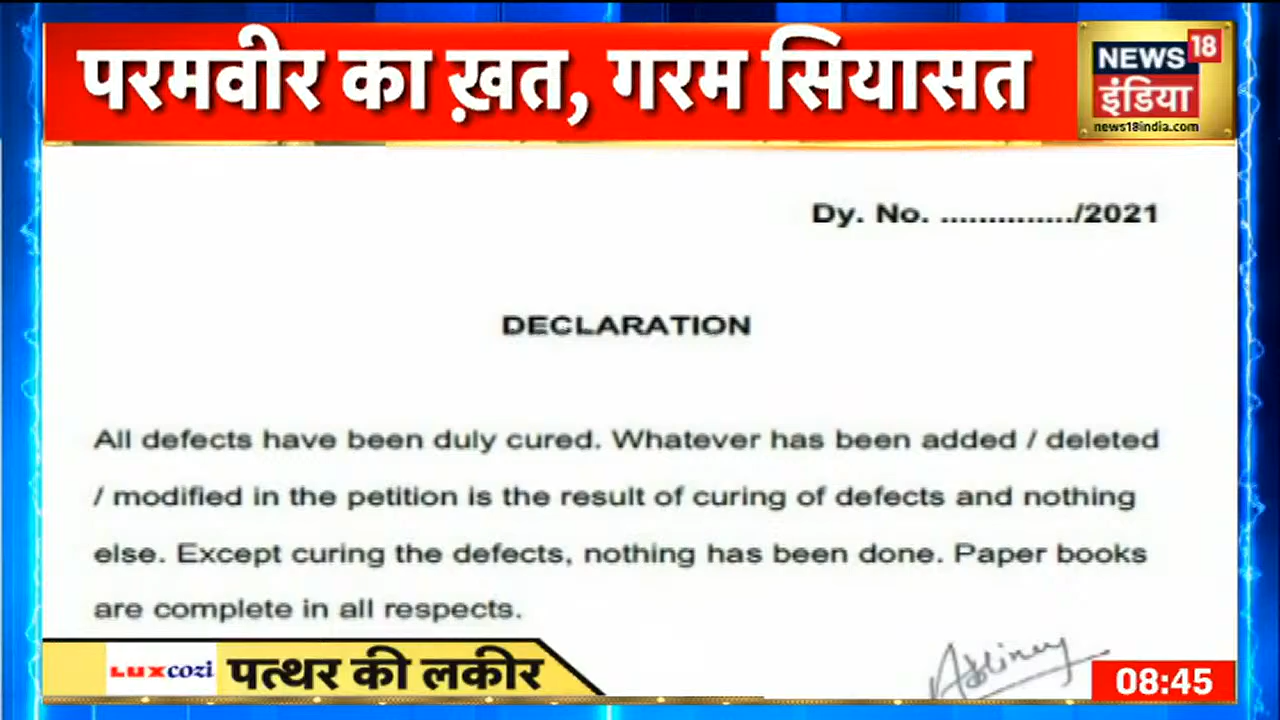 परमवीर का ख़त, गरम सियासत
NEWS 18
इंडिया
news18india.com
Dy. No. ............../2021
DECLARATION
All defects have been duly cured. Whatever has been added / deleted
/ modified in the petition is the result of curing of defects and nothing
else. Except curing the defects, nothing has been done. Paper books
are complete in all respects.
LUXCOZI पत्थर की लकीर
08:45